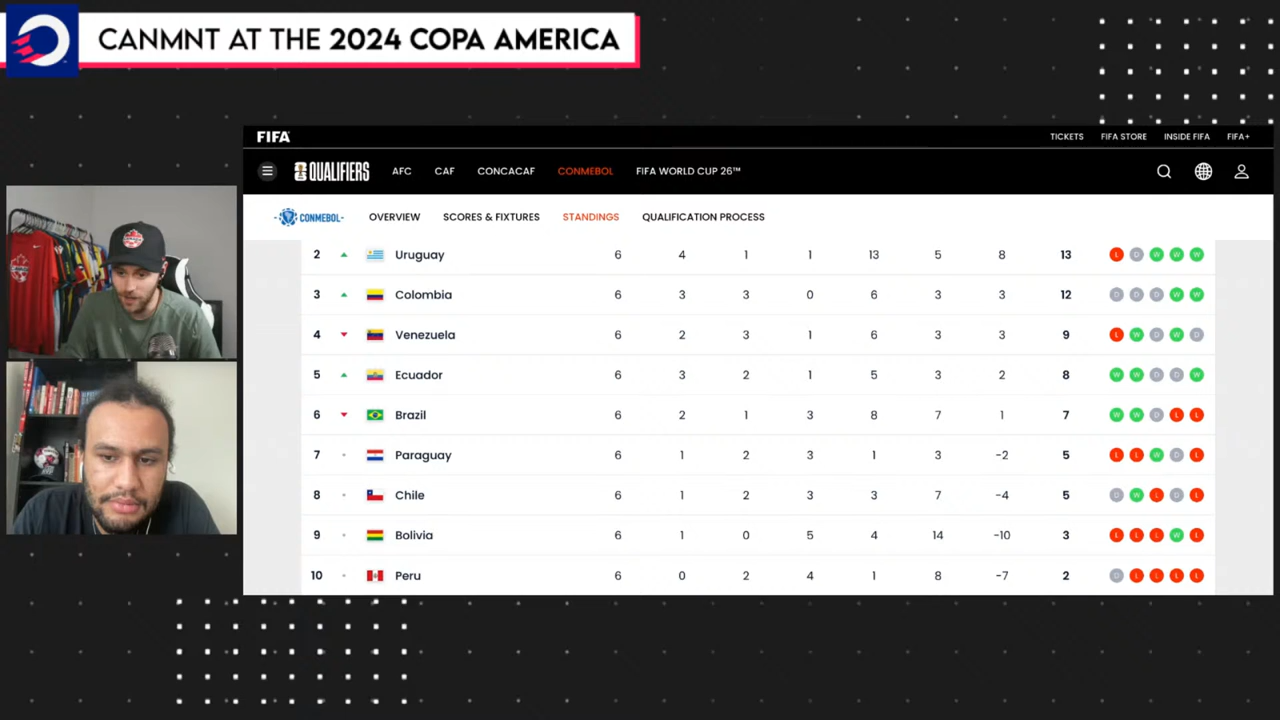 CANMNT AT THE 2024 COPA AMERICA
FIFA
TICKETS FIFA STORE INSIDE FIFA FIFA+
QUALIFIERS AFC CAF CONCACAF CONMEBOL FIFA WORLD CUP 26™
CONMEBOL OVERVIEW SCORES & FIXTURES STANDINGS QUALIFICATION PROCESS
2 Uruguay 6 4 1 1 13 5 8 13 L D W W W
3 Colombia 6 3 3 0 6 3 3 12 D D D W W
4 Venezuela 6 2 3 1 6 3 3 9 L W D W D
5 Ecuador 6 3 2 1 5 3 2 8 W W D D W
6 Brazil 6 2 1 3 8 7 1 7 W W D L L
7 Paraguay 6 1 2 3 1 3 -2 5 L L W D L
8 Chile 6 1 2 3 3 7 -4 5 D W L D L
9 Bolivia 6 1 0 5 4 14 -10 3 L L L W L
10 Peru 6 0 2 4 1 8 -7 2 D L L L L